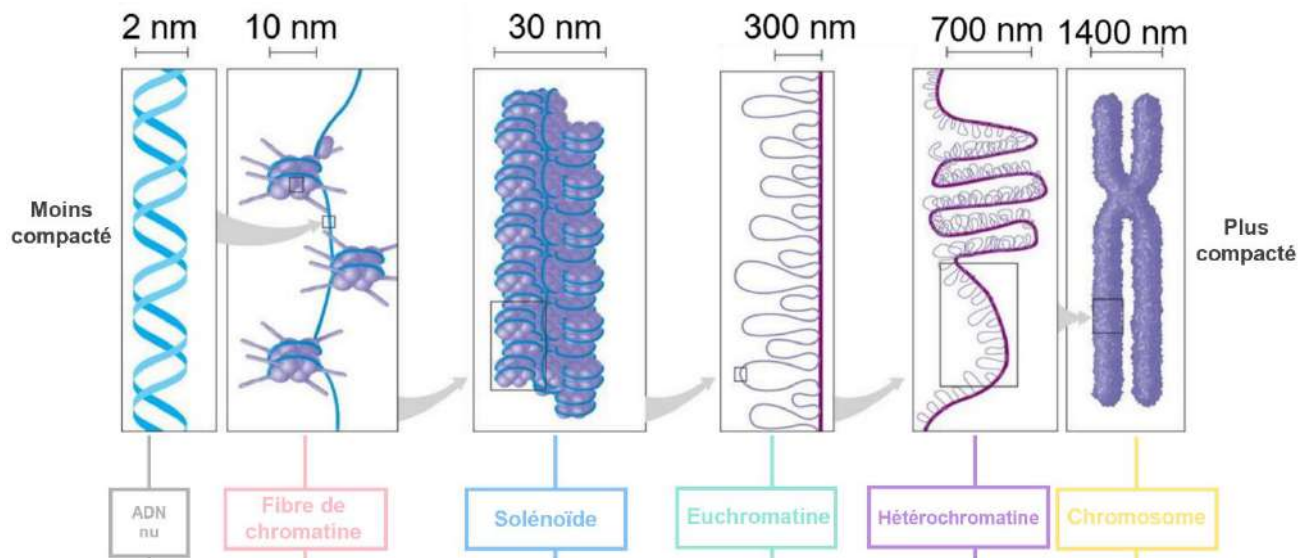 2 nm
10 nm
30 nm
300 nm
700 nm
1400 nm
Moins
compacté
Plus
compacté
ADN
nu
Fibre de
chromatine
Solénoïde
Euchromatine
Hétérochromatine
Chromosome